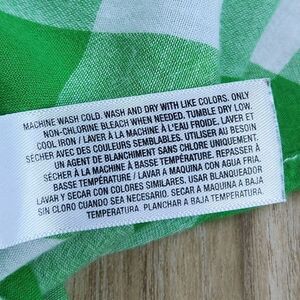 MACHINE WASH COLD. WASH AND DRY WITH LIKE COLORS. ONLY
NON-CHLORINE BLEACH WHEN NEEDED. TUMBLE DRY LOW.
COOL IRON / LAVER À LA MACHINE À L'EAU FROIDE. LAVER ET
SÉCHER AVEC DES COULEURS SEMBLABLES. UTILISER AU BESOIN
UN AGENT DE BLANCHIMENT SANS CHLORE UNIQUEMENT.
SÉCHER À LA MACHINE À BASSE TEMPÉRATURE. REPASSER À
BASSE TEMPÉRATURE / LAVAR A MAQUINA CON AGUA FRIA.
LAVAR Y SECAR CON COLORES SIMILARES. USAR BLANQUEADOR
SIN CLORO CUANDO SEA NECESARIO. SECAR A MAQUINA A BAJA
TEMPERATURA. PLANCHAR A BAJA TEMPERATURA.